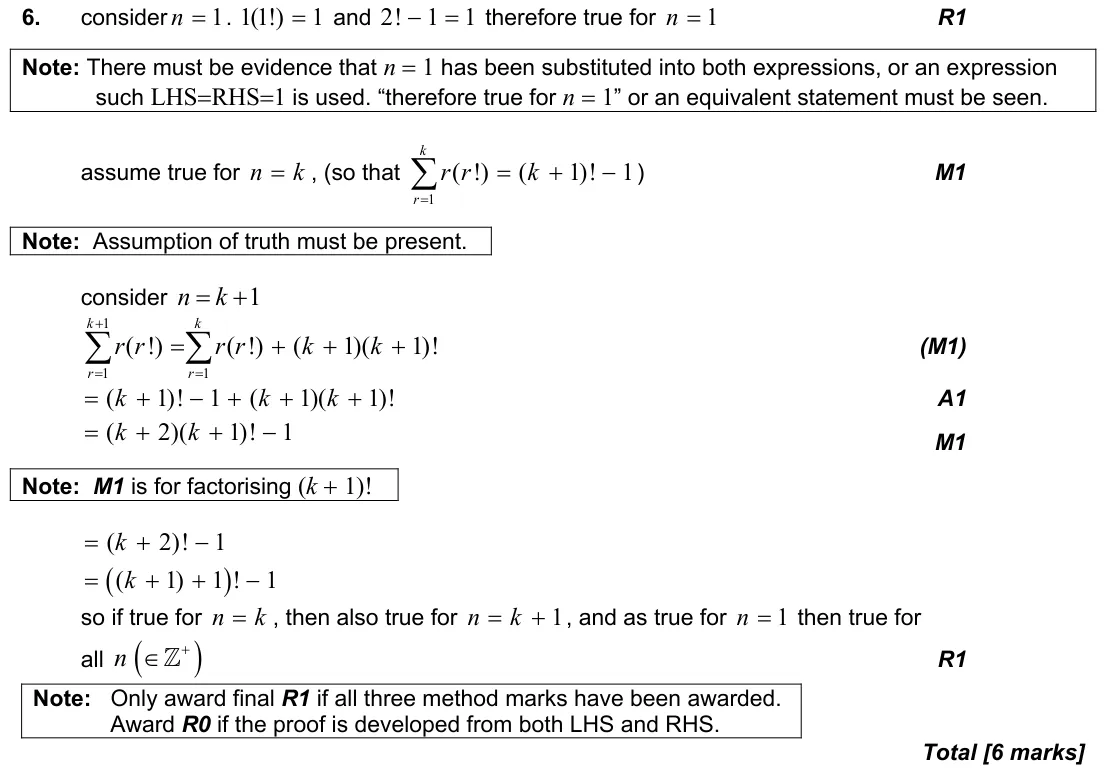 6. consider n = 1. 1(1!) = 1 and 2! − 1 = 1 therefore true for n = 1 R1
Note: There must be evidence that n = 1 has been substituted into both expressions, or an expression
such LHS=RHS=1 is used. “therefore true for n = 1” or an equivalent statement must be seen.
assume true for n = k , (so that ∑_{r=1}^{k} r(r!) = (k + 1)! − 1) M1
Note: Assumption of truth must be present.
consider n = k +1
∑_{r=1}^{k+1} r(r!) = ∑_{r=1}^{k} r(r!) + (k + 1)(k + 1)! (M1)
= (k + 1)! − 1 + (k + 1)(k + 1)! A1
= (k + 2)(k + 1)! − 1 M1
Note: M1 is for factorising (k + 1)!
= (k + 2)! − 1
= ((k + 1) + 1)! − 1
so if true for n = k , then also true for n = k + 1, and as true for n = 1 then true for
all n (∈ ℤ⁺) R1
Note: Only award final R1 if all three method marks have been awarded.
Award R0 if the proof is developed from both LHS and RHS.
Total [6 marks]